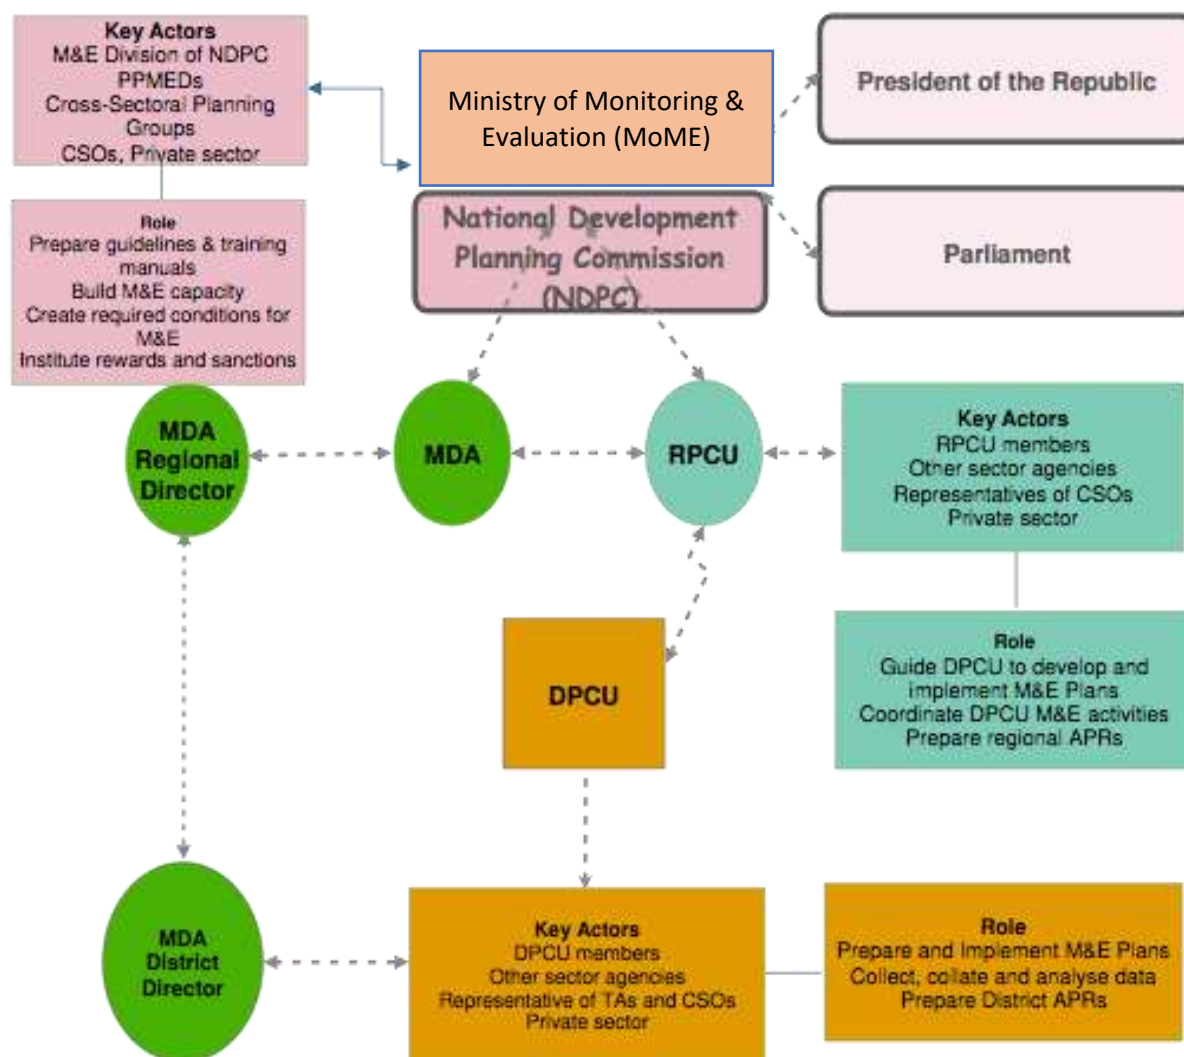 Key Actors
M&E Division of NDPC
PPMEDs
Cross-Sectoral Planning
Groups
CSOs, Private sector
Ministry of Monitoring &
Evaluation (MoME)
President of the Republic
Role
Prepare guidelines & training
manuals
Build M&E capacity
Create required conditions for
M&E
Institute rewards and sanctions
National Development
Planning Commission
(NDPC)
Parliament
MDA
Regional
Director
MDA
RPCU
Key Actors
RPCU members
Other sector agencies
Representatives of CSOs
Private sector
DPCU
Role
Guide DPCU to develop and
implement M&E Plans
Coordinate DPCU M&E activities
Prepare regional APRs
MDA
District
Director
Key Actors
DPCU members
Other sector agencies
Representative of TAs and CSOs
Private sector
Role
Prepare and Implement M&E Plans
Collect, collate and analyse data
Prepare District APRs